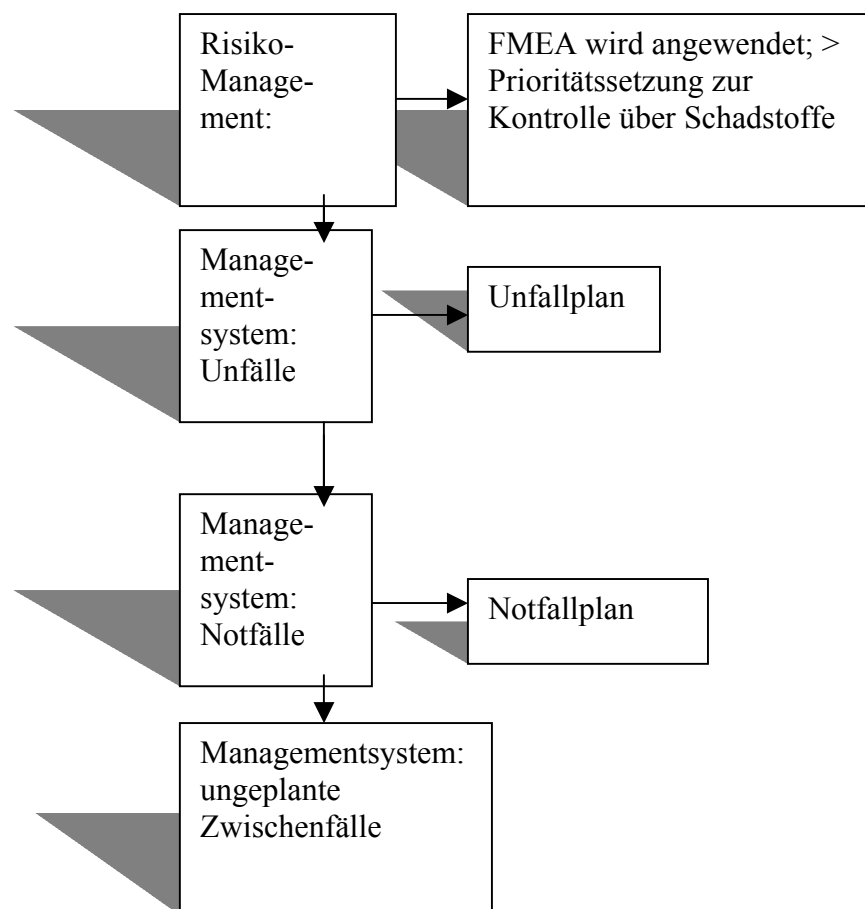 Risiko-
Manage-
ment:
FMEA wird angewendet; >
Prioritätssetzung zur
Kontrolle über Schadstoffe
Manage-
ment-
system:
Unfälle
Unfallplan
Manage-
ment-
system:
Notfälle
Notfallplan
Managementsystem:
ungeplante
Zwischenfälle